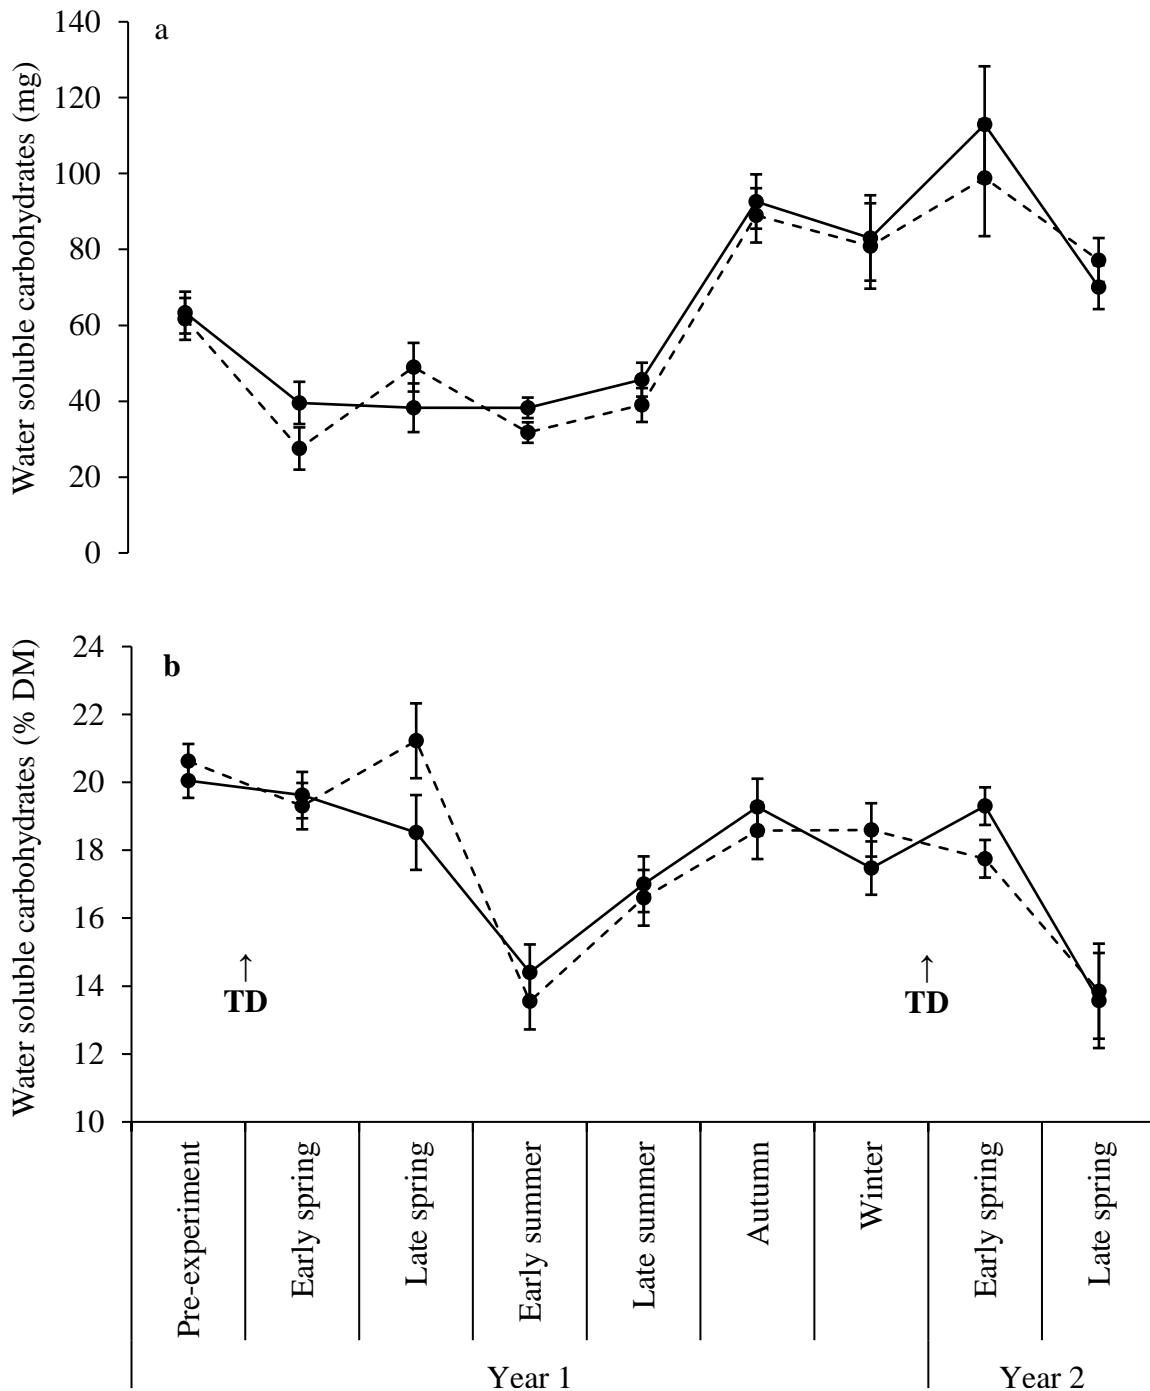 a
Water soluble carbohydrates (mg)
140
120
100
80
60
40
20
0
b
Water soluble carbohydrates (% DM)
24
22
20
18
16
14
12
10
↑
TD
↑
TD
Pre-experiment
Early spring
Late spring
Early summer
Late summer
Autumn
Winter
Early spring
Late spring
Year 1
Year 2